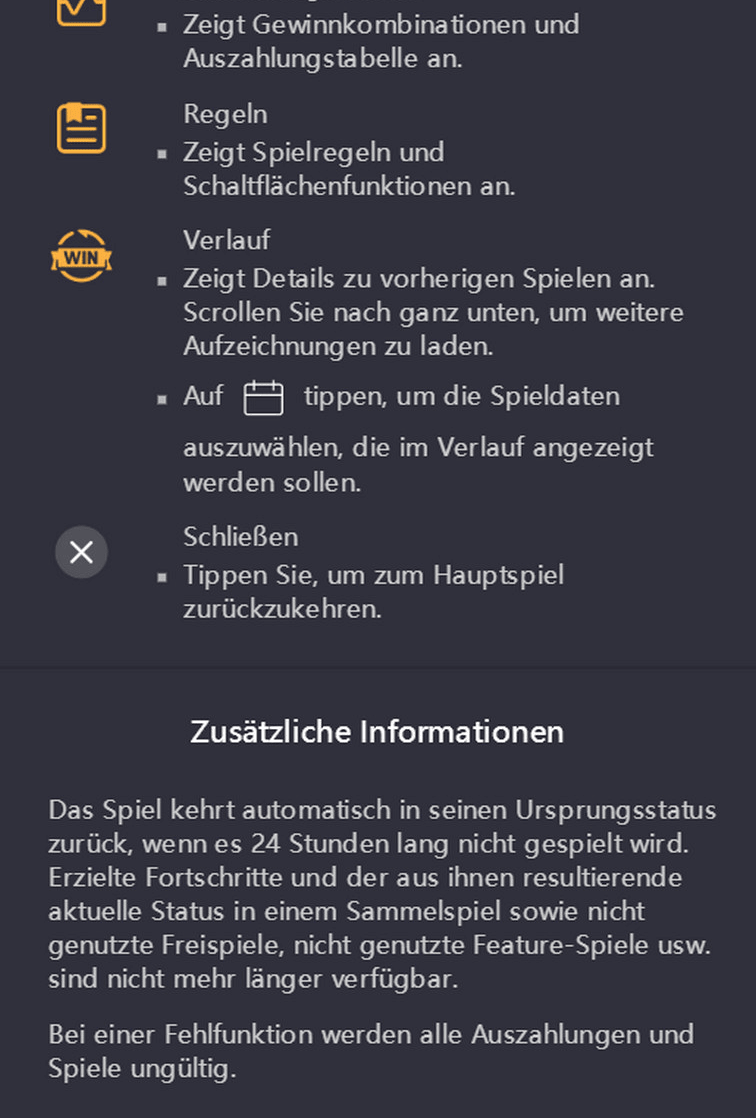 ▪ Zeigt Gewinnkombinationen und
Auszahlungstabelle an.
Regeln
▪ Zeigt Spielregeln und
Schaltflächenfunktionen an.
WIN
Verlauf
▪ Zeigt Details zu vorherigen Spielen an.
Scrollen Sie nach ganz unten, um weitere
Aufzeichnungen zu laden.
▪ Auf tippen, um die Spieldaten
auszuwählen, die im Verlauf angezeigt
werden sollen.
Schließen
▪ Tippen Sie, um zum Hauptspiel
zurückzukehren.
Zusätzliche Informationen
Das Spiel kehrt automatisch in seinen Ursprungsstatus
zurück, wenn es 24 Stunden lang nicht gespielt wird.
Erzielte Fortschritte und der aus ihnen resultierende
aktuelle Status in einem Sammelspiel sowie nicht
genutzte Freispiele, nicht genutzte Feature-Spiele usw.
sind nicht mehr länger verfügbar.
Bei einer Fehlfunktion werden alle Auszahlungen und
Spiele ungültig.